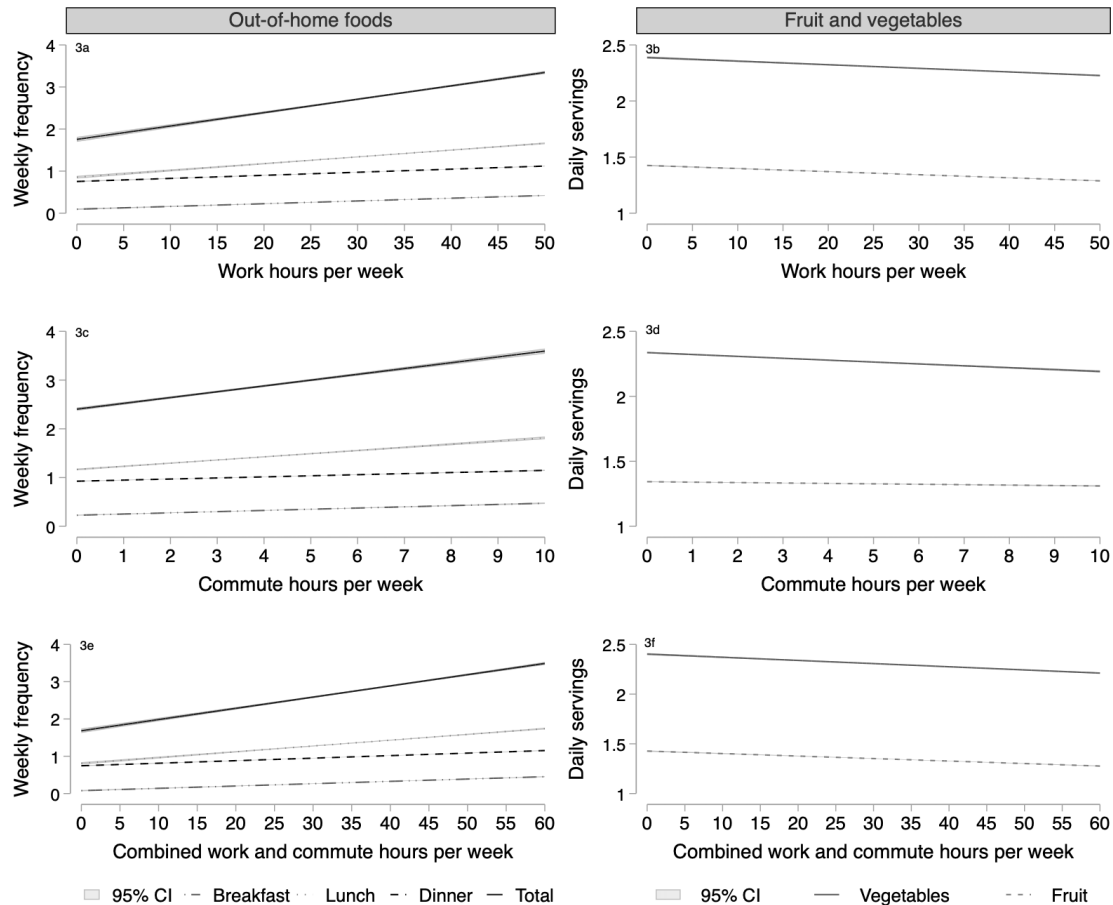 Out-of-home foods
Fruit and vegetables
3a
Weekly frequency
4
3
2
1
0
0 5 10 15 20 25 30 35 40 45 50
Work hours per week
3b
Daily servings
2.5
2
1.5
1
0 5 10 15 20 25 30 35 40 45 50
Work hours per week
3c
Weekly frequency
4
3
2
1
0
0 1 2 3 4 5 6 7 8 9 10
Commute hours per week
3d
Daily servings
2.5
2
1.5
1
0 1 2 3 4 5 6 7 8 9 10
Commute hours per week
3e
Weekly frequency
4
3
2
1
0
0 5 10 15 20 25 30 35 40 45 50 55 60
Combined work and commute hours per week
3f
Daily servings
2.5
2
1.5
1
0 5 10 15 20 25 30 35 40 45 50 55 60
Combined work and commute hours per week
95% CI Breakfast Lunch Dinner Total
95% CI Vegetables Fruit